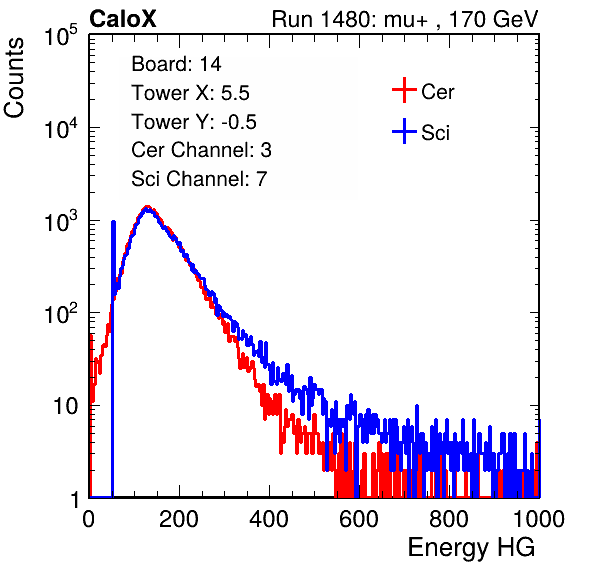 CaloX Run 1480: mu+ , 170 GeV
Counts
Board: 14
Tower X: 5.5
Tower Y: -0.5
Cer Channel: 3
Sci Channel: 7
Cer
Sci
10^5
10^4
10^3
10^2
10
1
0 200 400 600 800 1000
Energy HG